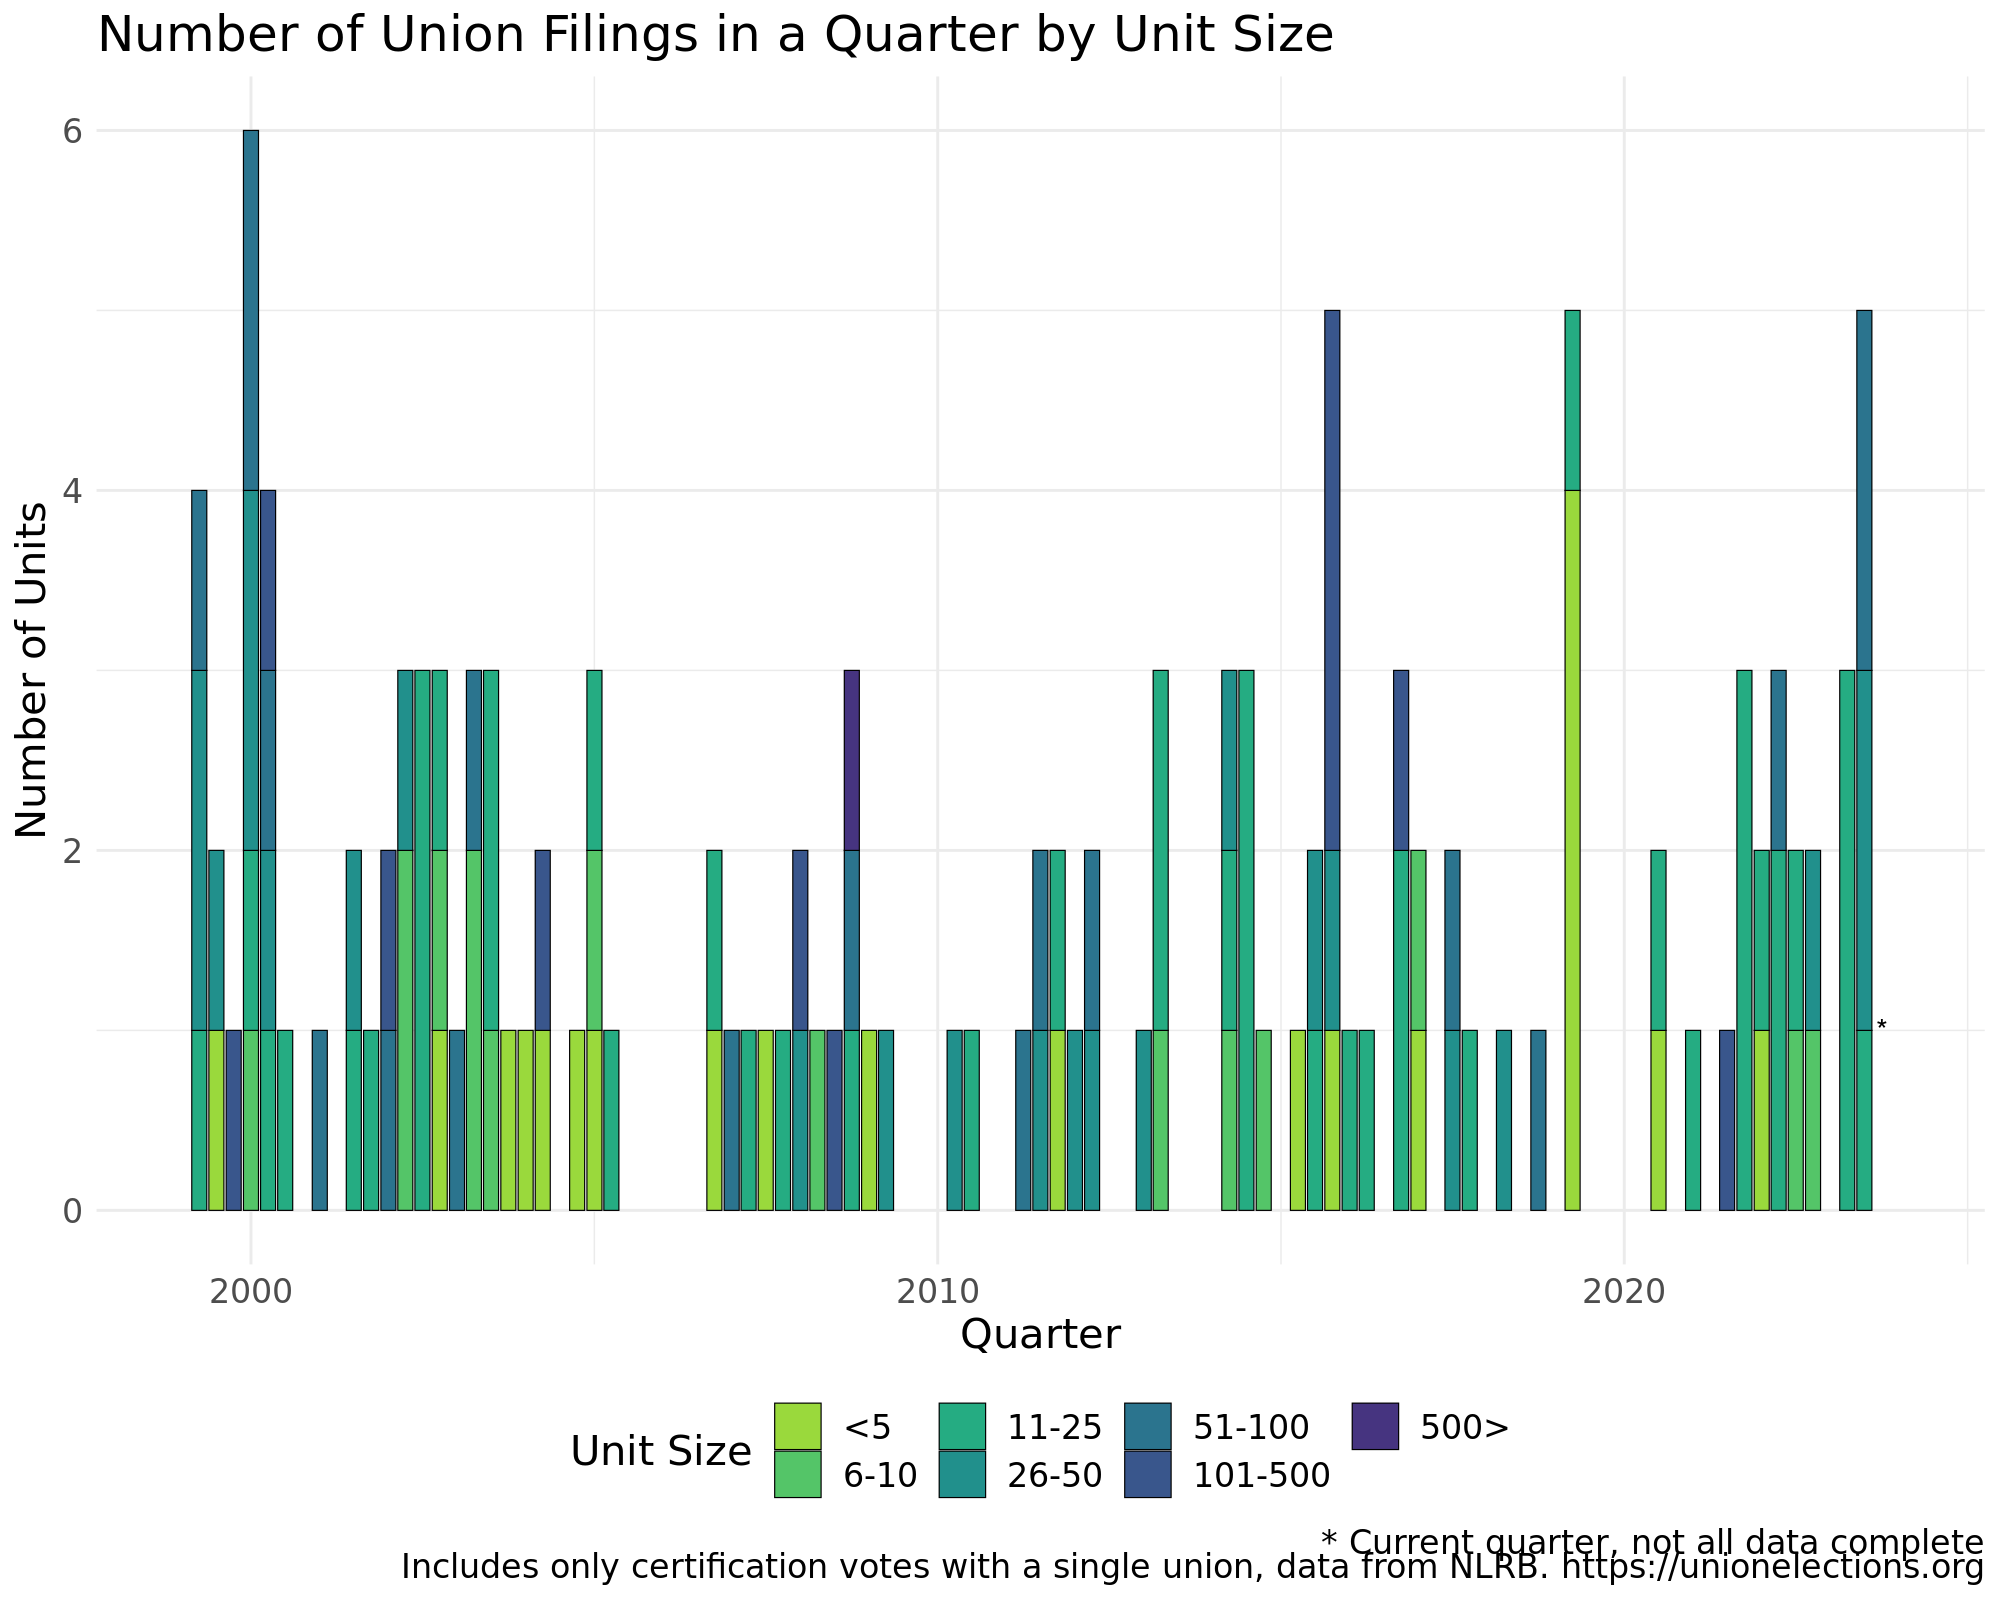 Number of Union Filings in a Quarter by Unit Size
6
4
2
0
Number of Units
*
2000 2010 2020
Quarter
Unit Size
<5 11-25 51-100 500>
6-10 26-50 101-500
* Current quarter, not all data complete
Includes only certification votes with a single union, data from NLRB. https://unionelections.org